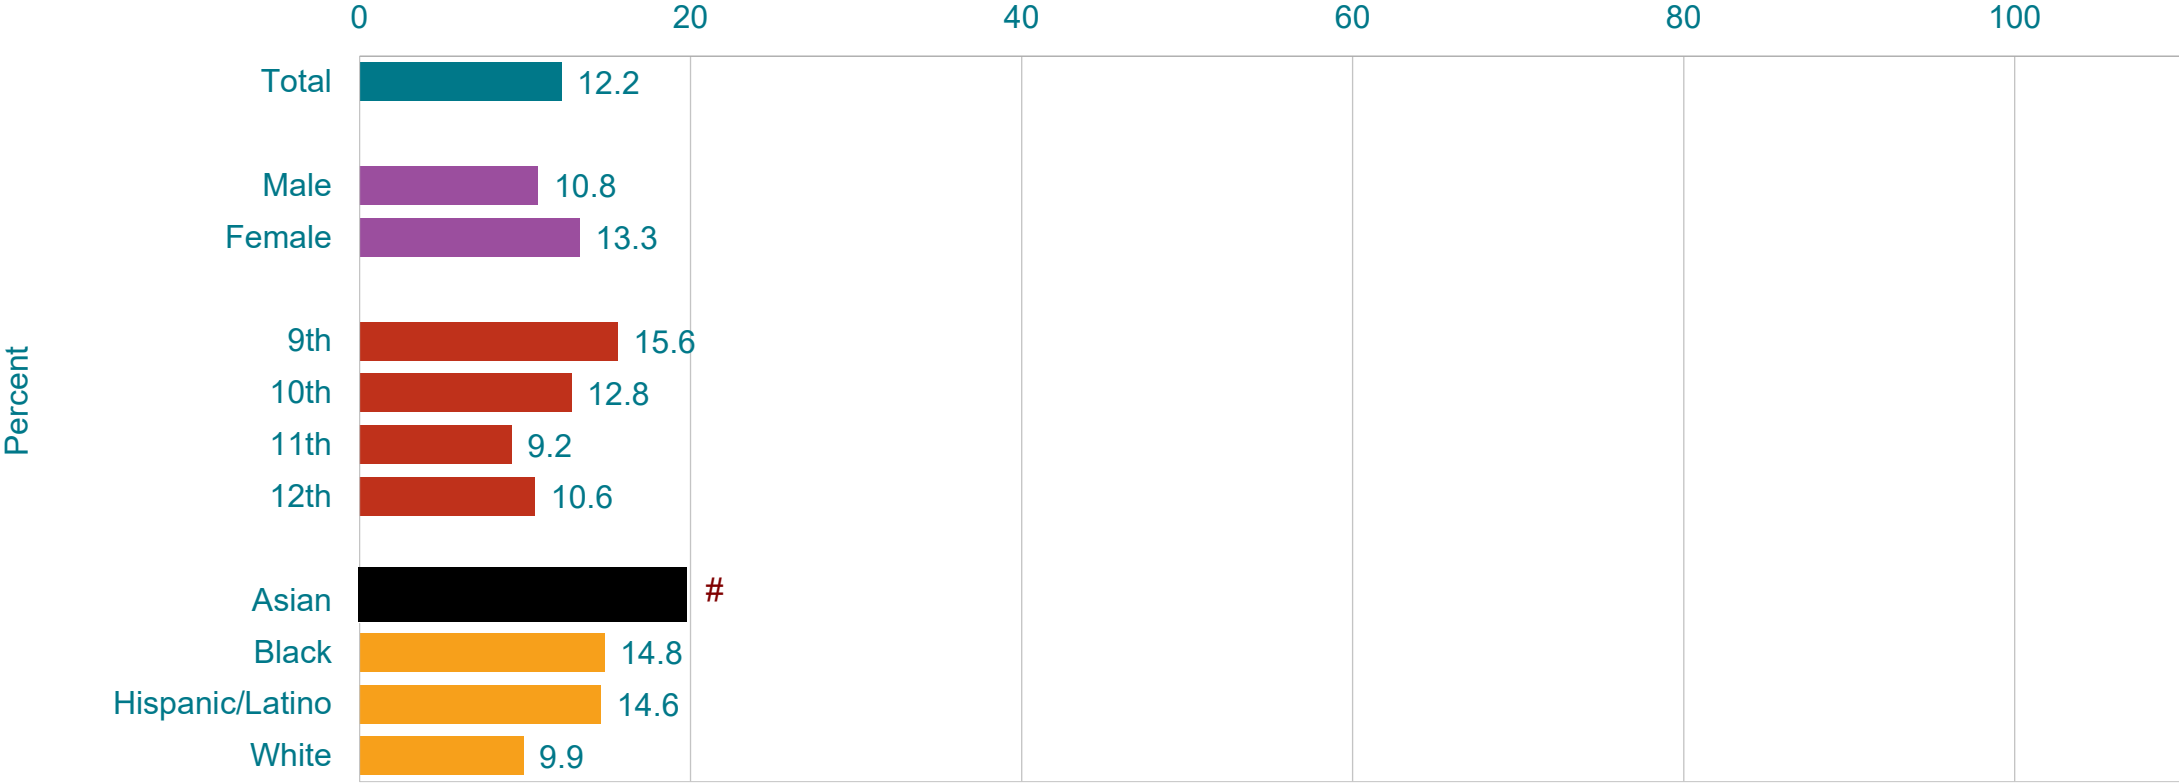 0 20 40 60 80 100
Total 12.2
Male 10.8
Female 13.3
Percent
9th 15.6
10th 12.8
11th 9.2
12th 10.6
Asian #
Black 14.8
Hispanic/Latino 14.6
White 9.9